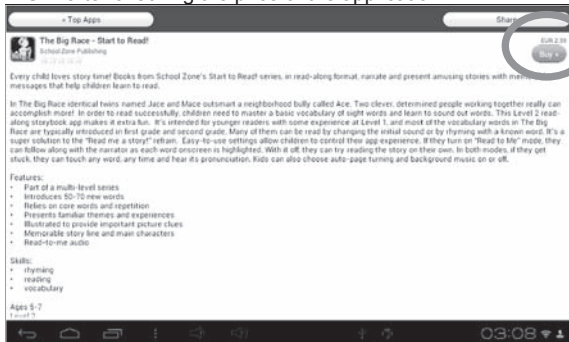 « Top Apps
Share
The Big Race - Start to Read!
School Zone Publishing
EUR 2.39
Buy »
Every child loves story time! Books from School Zone's Start to Read! series, in read-along format, narrate and present amusing stories with
messages that help children learn to read.
In The Big Race identical twins named Jace and Mace outsmart a neighborhood bully called Ace. Two clever, determined people working together really can
accomplish more! In order to read successfully, children need to master a basic vocabulary of sight words and learn to sound out words. This Level 2 read-
along storybook app makes it extra fun. It's intended for younger readers with some experience at Level 1, and most of the vocabulary words in The Big
Race are typically introduced in first grade and second grade. Many of them can be read by changing the initial sound or by rhyming with a known word. It's a
super solution to the "Read me a story!" refrain. Easy-to-use settings allow children to control their app experience. If they turn on "Read to Me" mode, they
can follow along with the narrator as each word onscreen is highlighted. With it off, they can try reading the story on their own. In both modes, if they get
stuck, they can touch any word, any time and hear its pronunciation. Kids can also choose auto-page turning and background music on or off.
Features:
• Part of a multi-level series
• Introduces 50-70 new words
• Relies on core words and repetition
• Presents familiar themes and experiences
• Illustrated to provide important picture clues
• Memorable story line and main characters
• Read-to-me audio
Skills:
• rhyming
• reading
• vocabulary
Ages 5-7
03:08